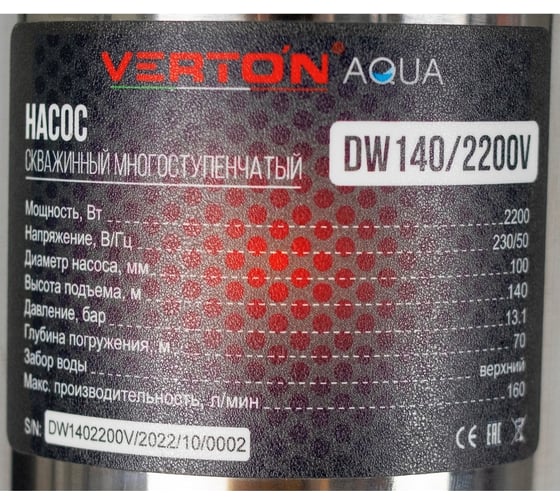 VERTON® AQUA
НАСОС
СКВАЖИННЫЙ МНОГОСТУПЕНЧАТЫЙ
DW140/2200V
Мощность, Вт 2200
Напряжение, В/Гц 230/50
Диаметр насоса, мм 100
Высота подъема, м 140
Давление, бар 13.1
Глубина погружения, м 70
Забор воды верхний
Макс. производительность, л/мин 160
S/N: DW1402200V/2022/10/0002
CE EAC